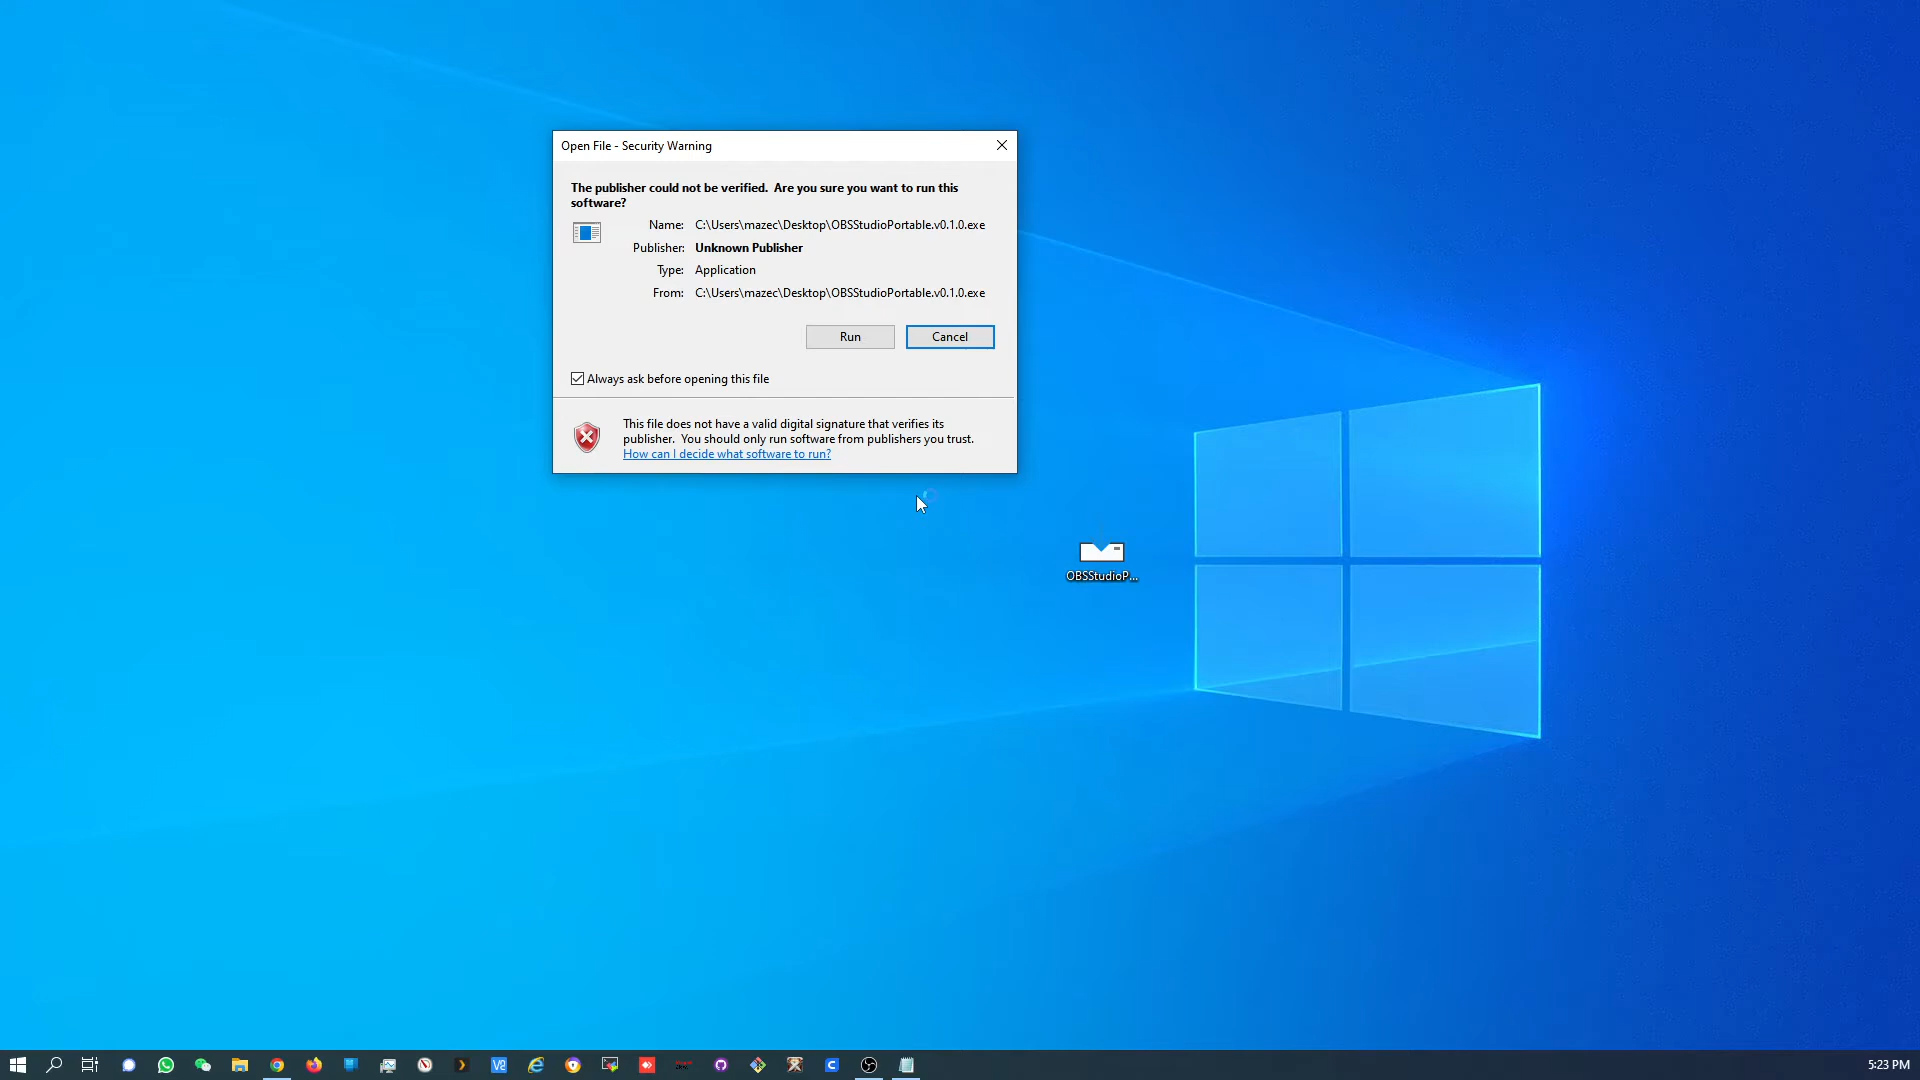 Open File - Security Warning
The publisher could not be verified.  Are you sure you want to run this
software?
Name: C:\Users\mazec\Desktop\OBSStudioPortable.v0.1.0.exe
Publisher: Unknown Publisher
Type: Application
From: C:\Users\mazec\Desktop\OBSStudioPortable.v0.1.0.exe
Run Cancel
Always ask before opening this file
This file does not have a valid digital signature that verifies its
publisher.  You should only run software from publishers you trust.
How can I decide what software to run?
OBSStudioP...
5:23 PM